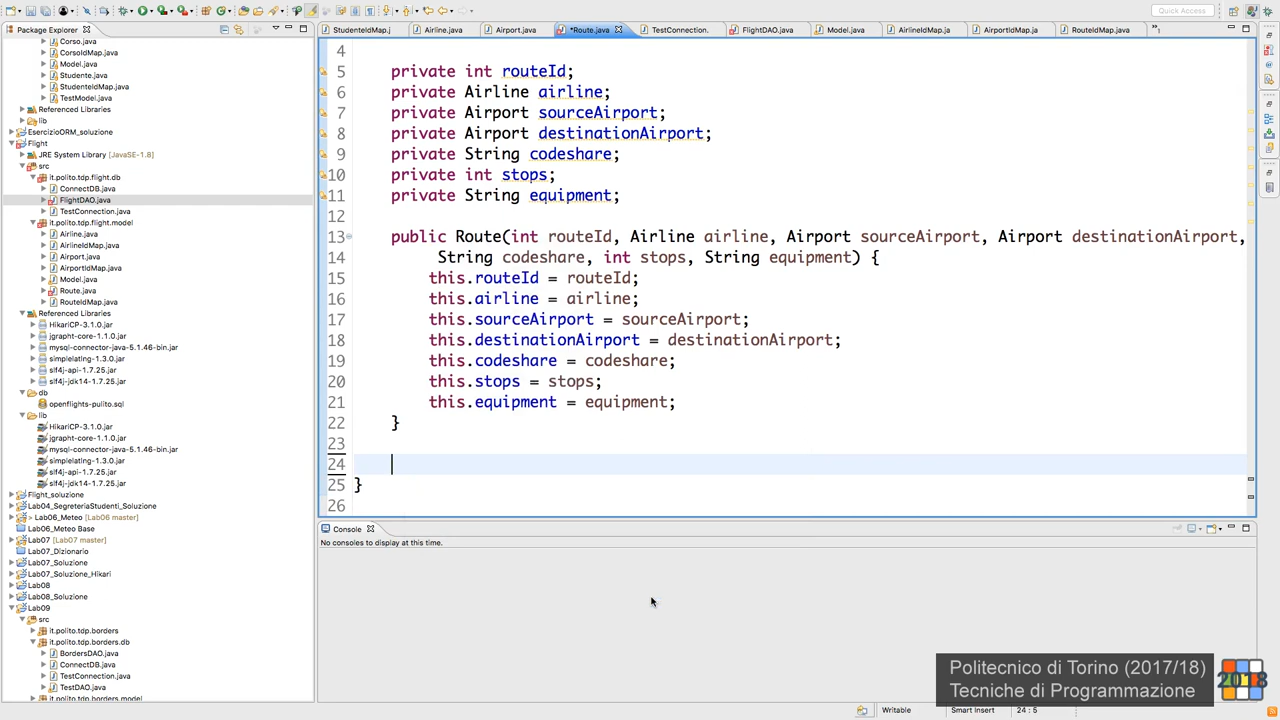 Quick Access
Package Explorer
StudenteIdMap.j
Airline.java
Airport.java
*Route.java
TestConnection.
FlightDAO.java
Model.java
AirlineIdMap.ja
AirportIdMap.ja
RouteIdMap.java
»1
Corso.java
CorsoIdMap.java
Model.java
Studente.java
StudenteIdMap.java
TestModel.java
Referenced Libraries
lib
EsercizioORM_soluzione
Flight
JRE System Library [JavaSE-1.8]
src
it.polito.tdp.flight.db
ConnectDB.java
FlightDAO.java
TestConnection.java
it.polito.tdp.flight.model
Airline.java
AirlineIdMap.java
Airport.java
AirportIdMap.java
Model.java
Route.java
RouteIdMap.java
Referenced Libraries
HikariCP-3.1.0.jar
jgrapht-core-1.1.0.jar
mysql-connector-java-5.1.46-bin.jar
simplelatlng-1.3.0.jar
slf4j-api-1.7.25.jar
slf4j-jdk14-1.7.25.jar
db
openflights-pulito.sql
lib
HikariCP-3.1.0.jar
jgrapht-core-1.1.0.jar
mysql-connector-java-5.1.46-bin.jar
simplelatlng-1.3.0.jar
slf4j-api-1.7.25.jar
slf4j-jdk14-1.7.25.jar
Flight_soluzione
Lab04_SegreteriaStudenti_Soluzione
> Lab06_Meteo [Lab06 master]
Lab06_Meteo Base
Lab07 [Lab07 master]
Lab07_Dizionario
Lab07_Soluzione
Lab07_Soluzione_Hikari
Lab08
Lab08_Soluzione
Lab09
src
it.polito.tdp.borders
it.polito.tdp.borders.db
BordersDAO.java
ConnectDB.java
TestConnection.java
TestDAO.java
it.polito.tdp.borders.model
4
5 private int routeId;
6 private Airline airline;
7 private Airport sourceAirport;
8 private Airport destinationAirport;
9 private String codeshare;
10 private int stops;
11 private String equipment;
12
13 public Route(int routeId, Airline airline, Airport sourceAirport, Airport destinationAirport,
14 String codeshare, int stops, String equipment) {
15 this.routeId = routeId;
16 this.airline = airline;
17 this.sourceAirport = sourceAirport;
18 this.destinationAirport = destinationAirport;
19 this.codeshare = codeshare;
20 this.stops = stops;
21 this.equipment = equipment;
22 }
23
24
25 }
26
Console
No consoles to display at this time.
Politecnico di Torino (2017/18)
Tecniche di Programmazione
2018
Writable
Smart Insert
24 : 5